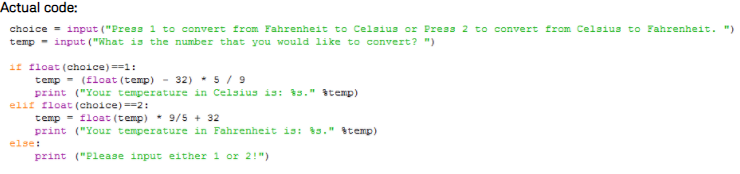 Actual code:
choice = input("Press 1 to convert from Fahrenheit to Celsius or Press 2 to convert from Celsius to Fahrenheit. ")
temp = input("What is the number that you would like to convert? ")
if float(choice)==1:
temp = (float(temp) - 32) * 5 / 9
print ("Your temperature in Celsius is: %s." %temp)
elif float(choice)==2:
temp = float(temp) * 9/5 + 32
print ("Your temperature in Fahrenheit is: %s." %temp)
else:
print ("Please input either 1 or 2!")